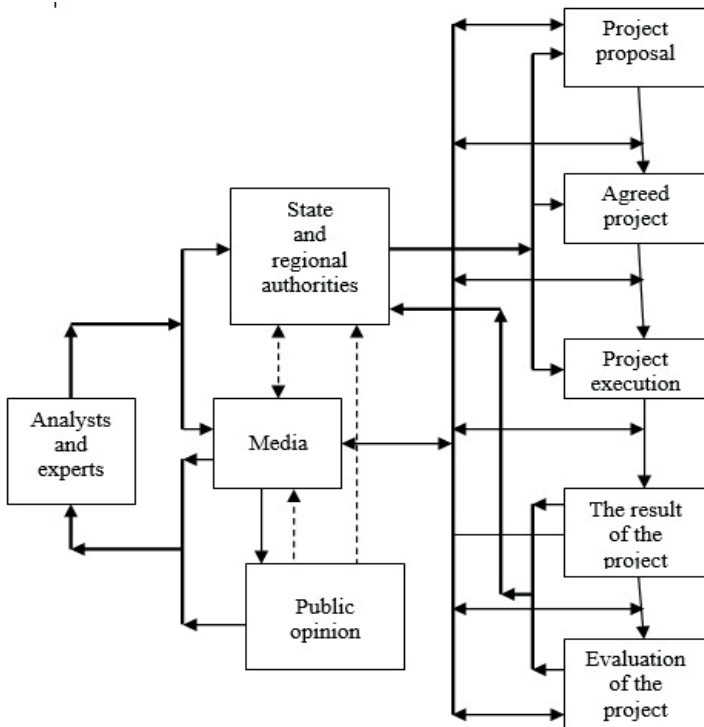 Project
proposal
Agreed
project
State
and
regional
authorities
Project
execution
Analysts
and
experts
Media
The result
of the
project
Public
opinion
Evaluation
of the
project